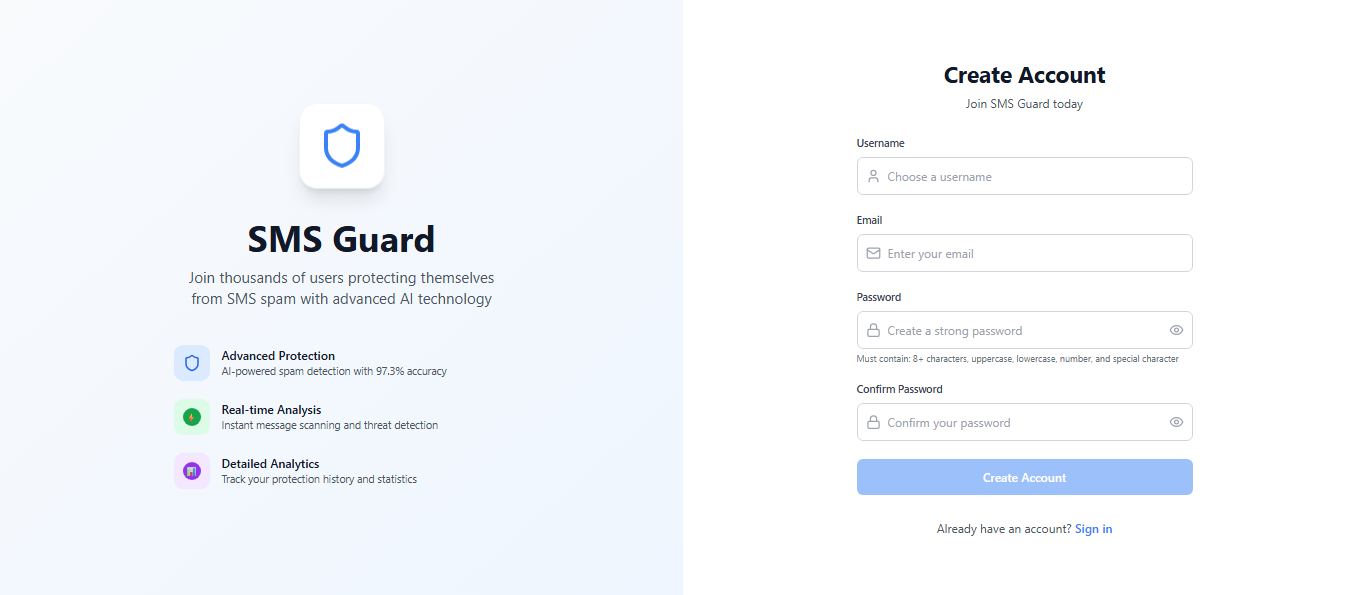 SMS Guard
Join thousands of users protecting themselves
from SMS spam with advanced AI technology
Advanced Protection
AI-powered spam detection with 97.3% accuracy
Real-time Analysis
Instant message scanning and threat detection
Detailed Analytics
Track your protection history and statistics
Create Account
Join SMS Guard today
Username
Choose a username
Email
Enter your email
Password
Create a strong password
Must contain: 8+ characters, uppercase, lowercase, number, and special character
Confirm Password
Confirm your password
Create Account
Already have an account? Sign in